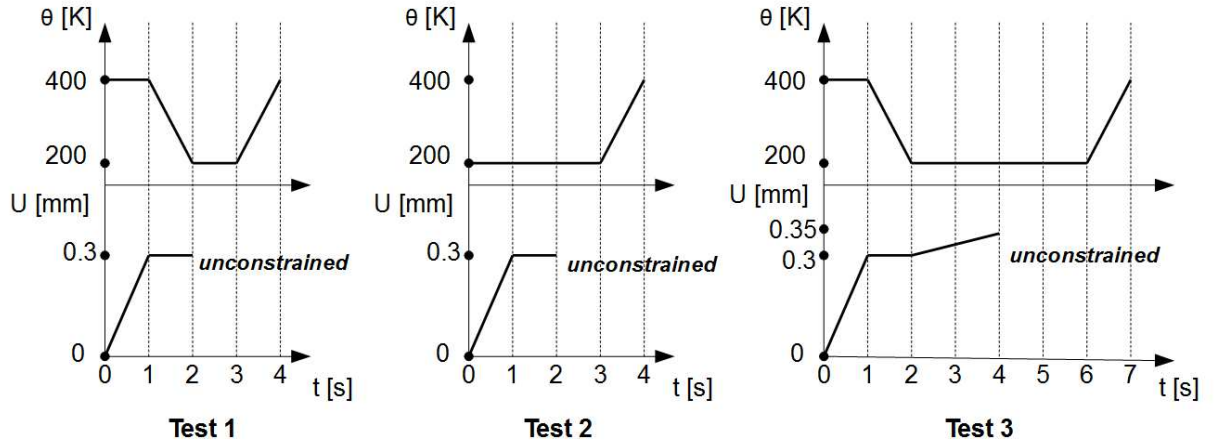 θ [K]
400
200
U [mm]
0.3
unconstrained
0
0 1 2 3 4
t [s]
Test 1
θ [K]
400
200
U [mm]
0.3
unconstrained
0
0 1 2 3 4
t [s]
Test 2
θ [K]
400
200
U [mm]
0.35
0.3
unconstrained
0
0 1 2 3 4 5 6 7
t [s]
Test 3